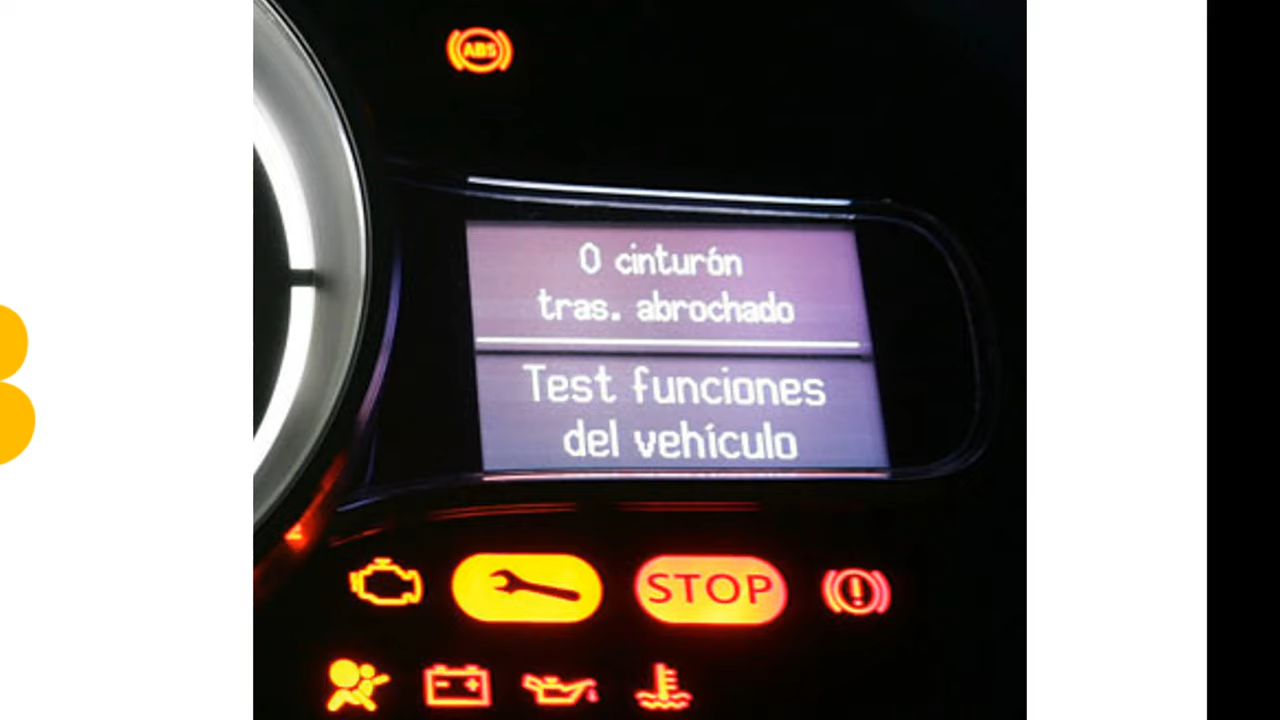 ABS
0 cinturón
tras. abrochado
Test funciones
del vehículo
STOP